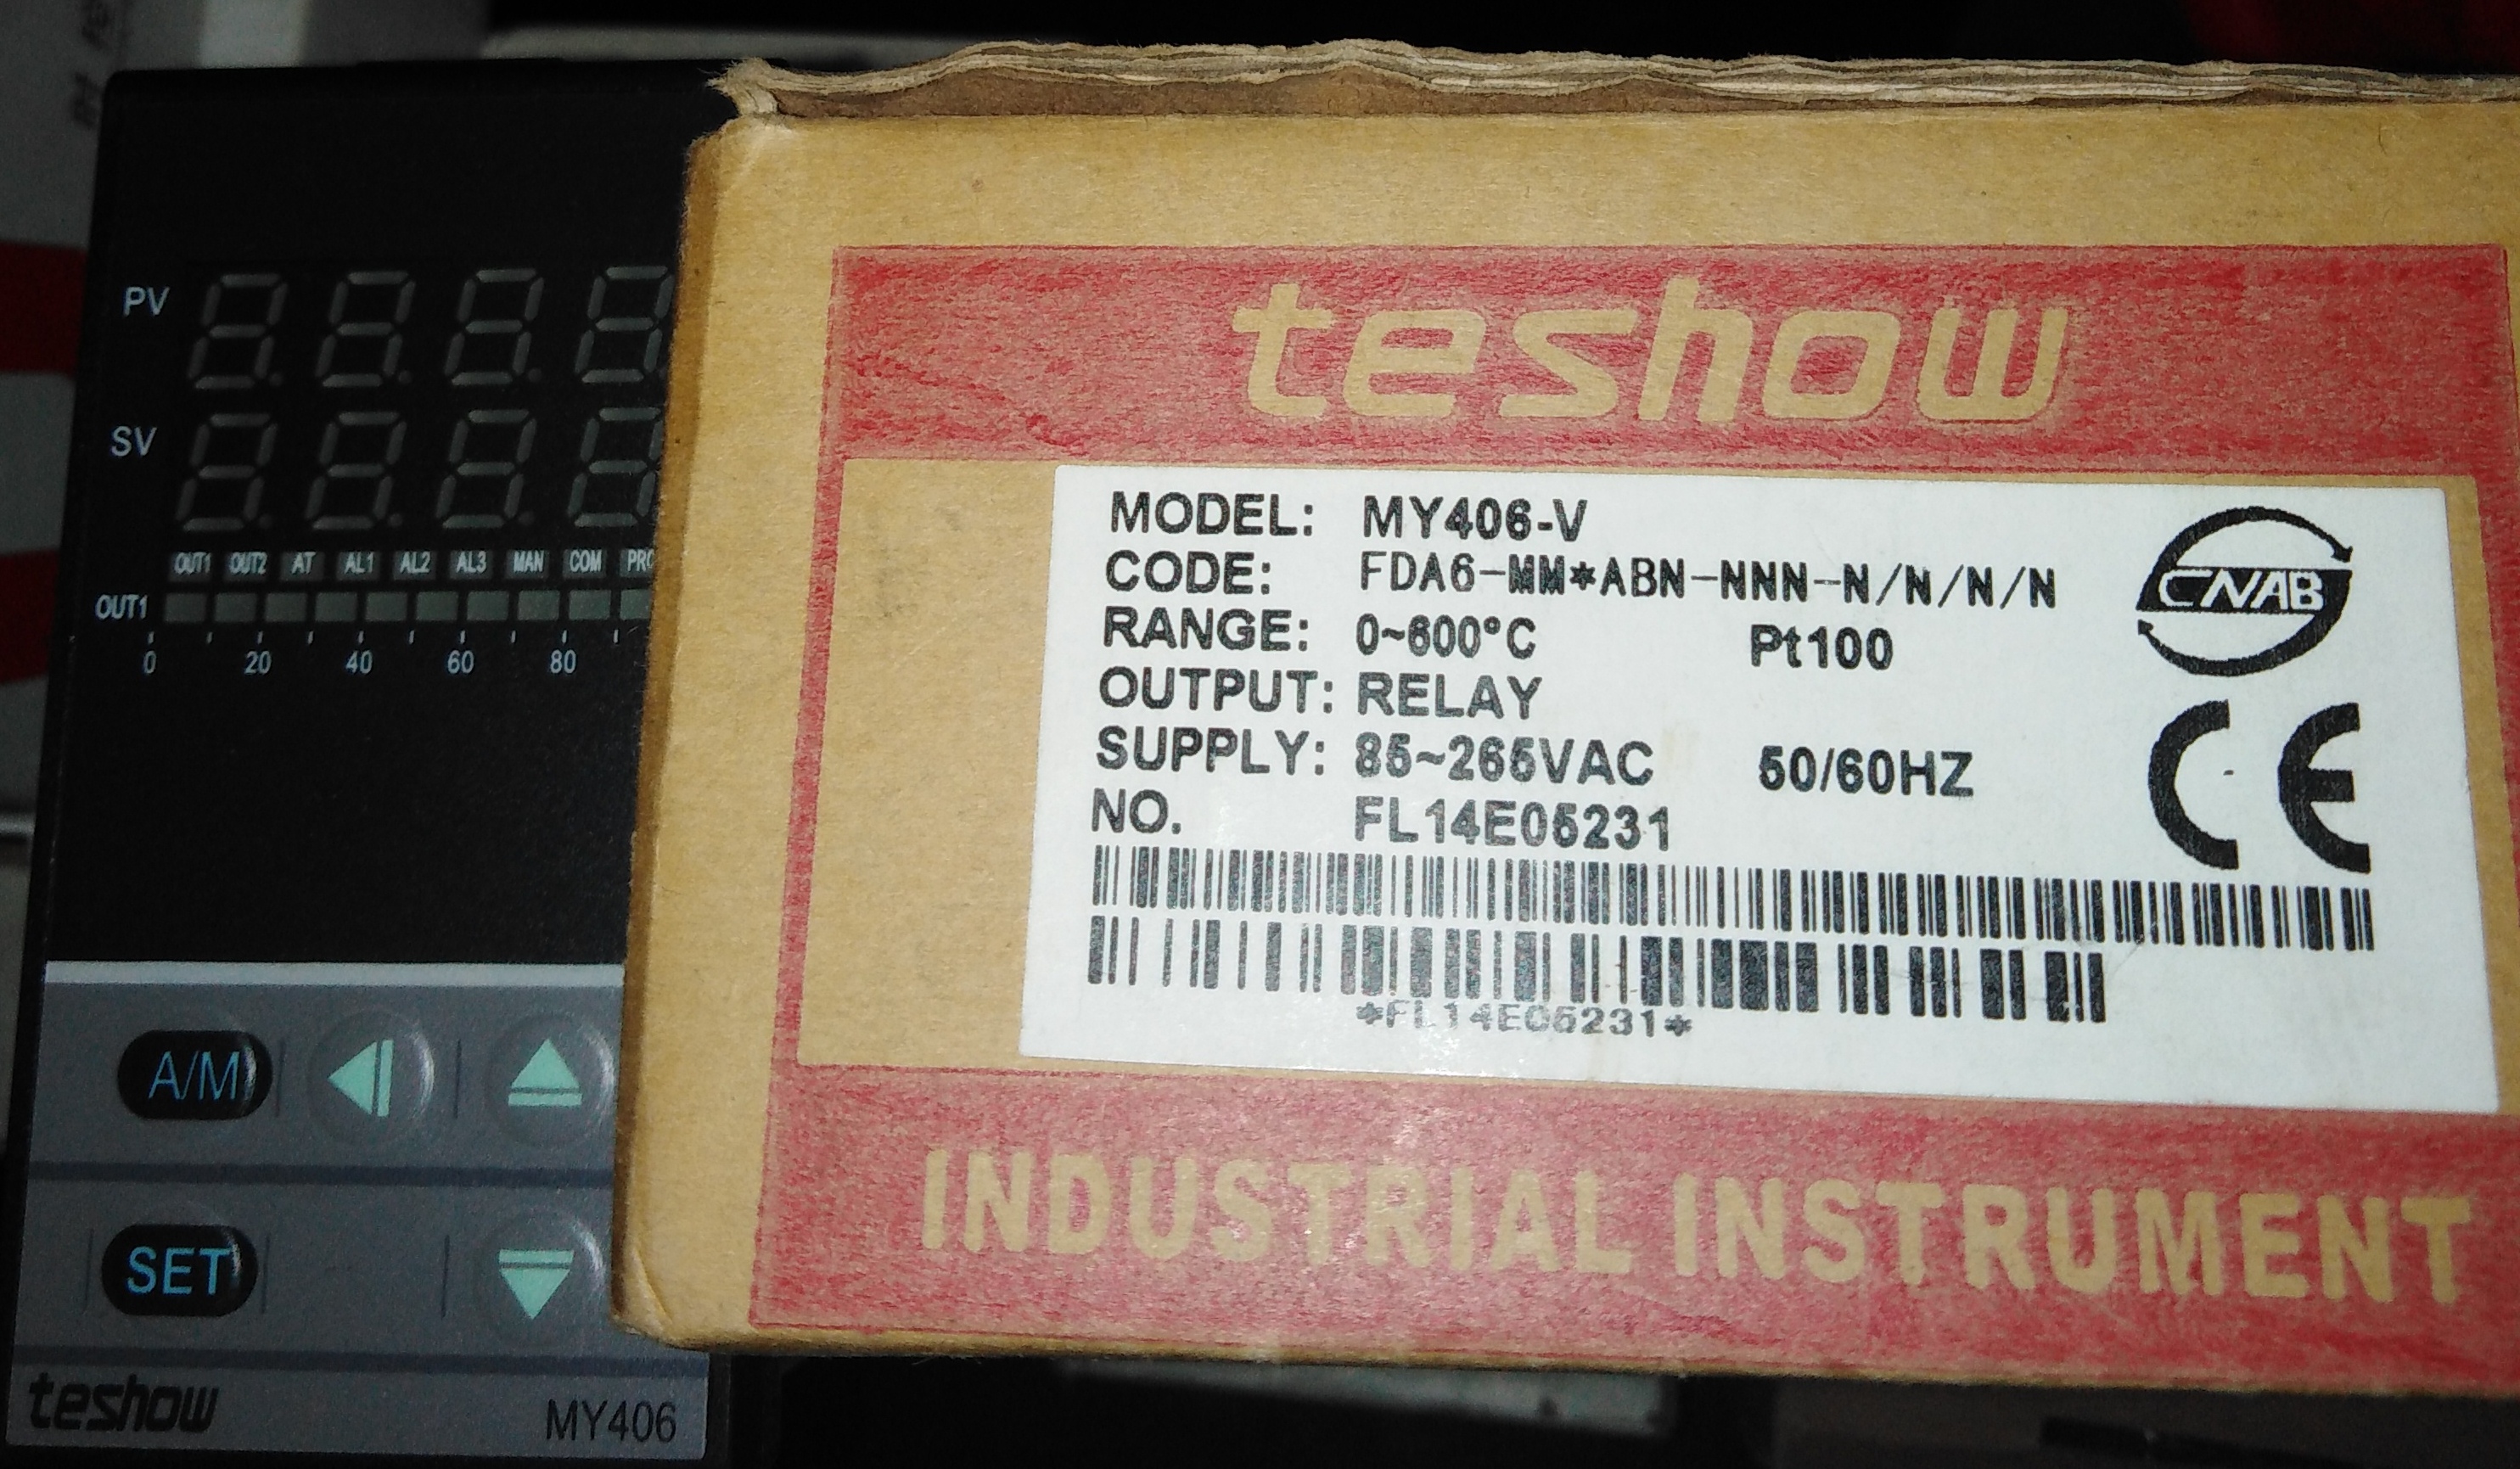 PV
SV
OUT1 OUT2 AT AL1 AL2 AL3 MAN COM PRO
OUT1
0 20 40 60 80
A/M
SET
teshow MY406
teshow
MODEL: MY406-V
CODE: FDA6-MM*ABN-NNN-N/N/N/N
RANGE: 0~600°C Pt100
OUTPUT: RELAY
SUPPLY: 85~265VAC 50/60HZ
NO. FL14E05231
*FL14E05231*
CNAB
CE
INDUSTRIAL INSTRUMENT